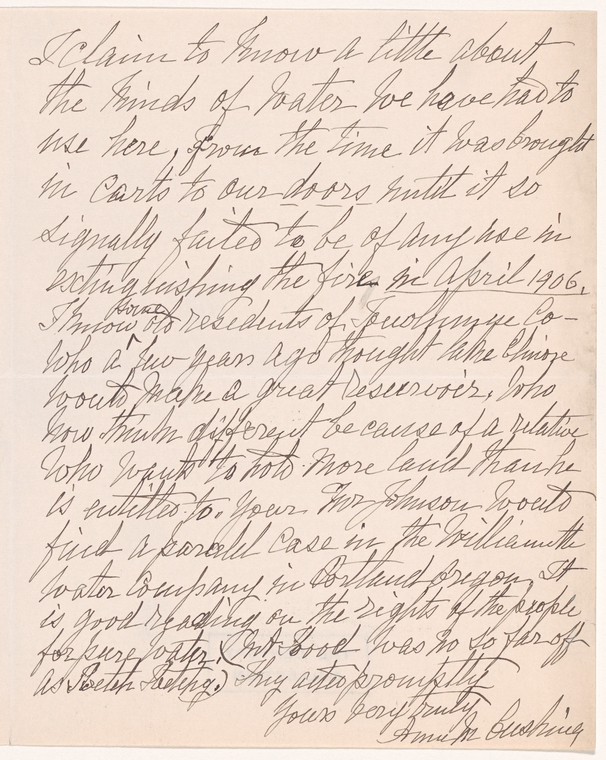 I claim to know a little about
the kinds of water we have had to
use here, from the time it was brought
in carts to our doors until it so
signally failed to be of any use in
extinguishing the fire in April 1906.
I know some old residents of Tuolumne Co-
who a few years ago thought lake
would make a great reservoir, who
now think different because of a relative
who wants to hold more land than he
is entitled to. Your Mr Johnson would
find a case in the Williamette
water company in Portland Oregon, It
is good reading on the rights of the people
for pure water, (Mt Hood was no so far off
as Hetch Hetchy.) They acted promptly
Yours very truly
Cushing